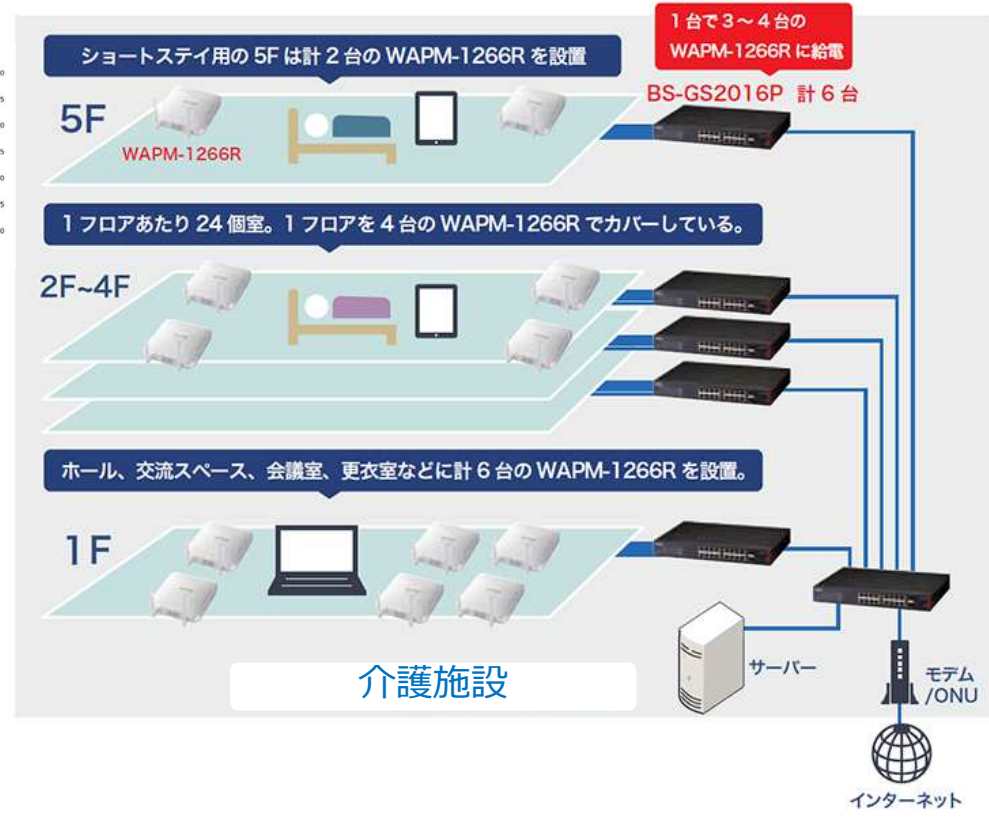 1台で3～4台の
WAPM-1266Rに給電
ショートステイ用の5Fは計2台のWAPM-1266Rを設置
BS-GS2016P 計6台
5F
WAPM-1266R
1フロアあたり24個室。1フロアを4台のWAPM-1266Rでカバーしている。
2F~4F
ホール、交流スペース、会議室、更衣室などに計6台のWAPM-1266Rを設置。
1F
サーバー
モデム
/ONU
介護施設
インターネット
0
5
0
5
0
5
0